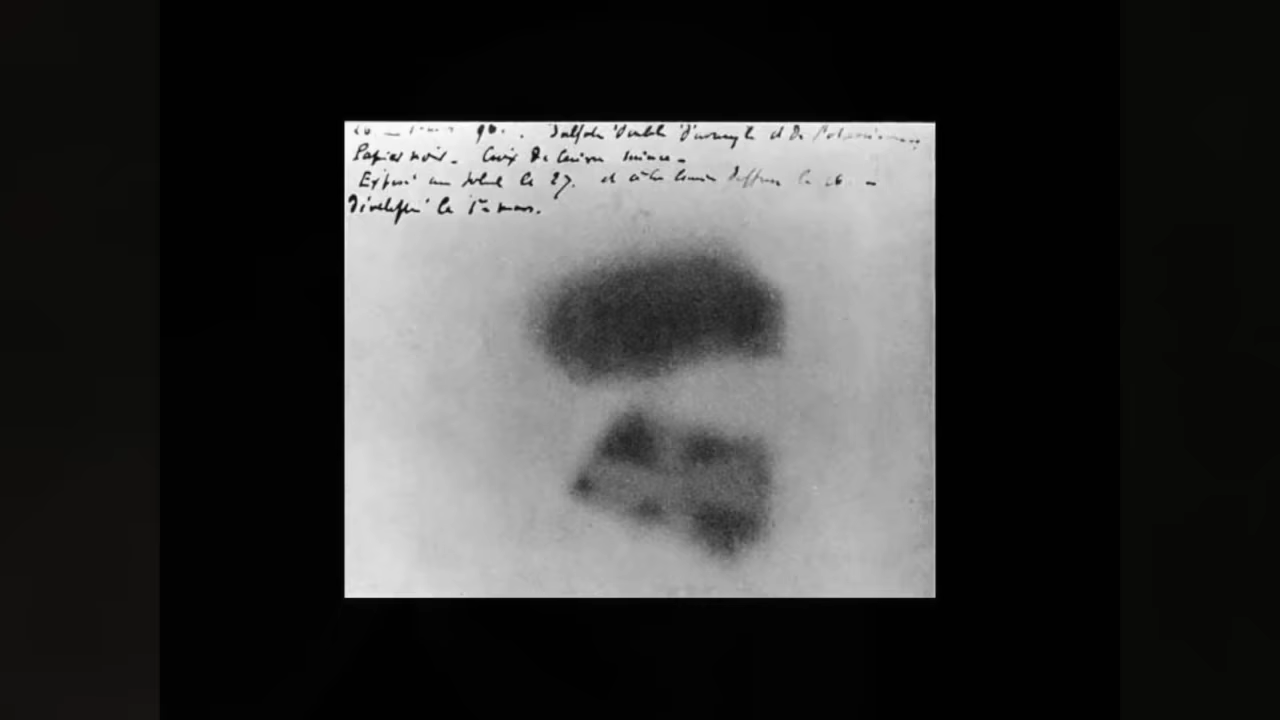 96. Sulfate Double D'uranyle et de Potassium
Papier noir. Croix de Cuivre mince.
Exposé au soleil le 27. et à la lumière diffuse le 26.
Développé le 1er mars.